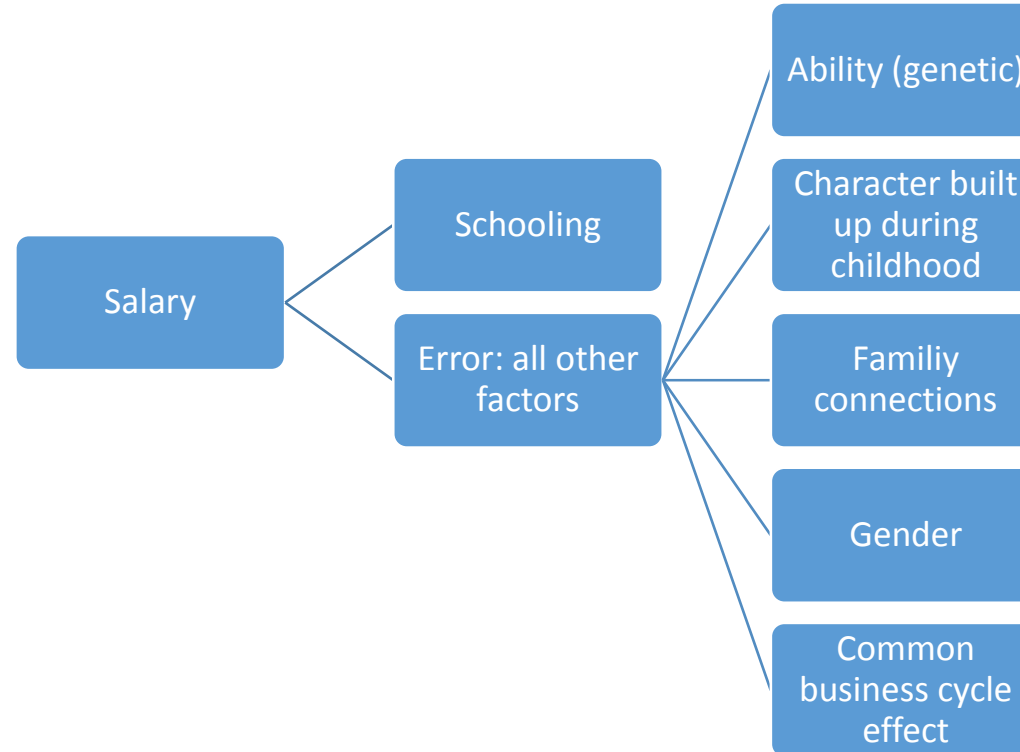 Salary
Schooling
Error: all other
factors
Ability (genetic)
Character built
up during
childhood
Familiy
connections
Gender
Common
business cycle
effect